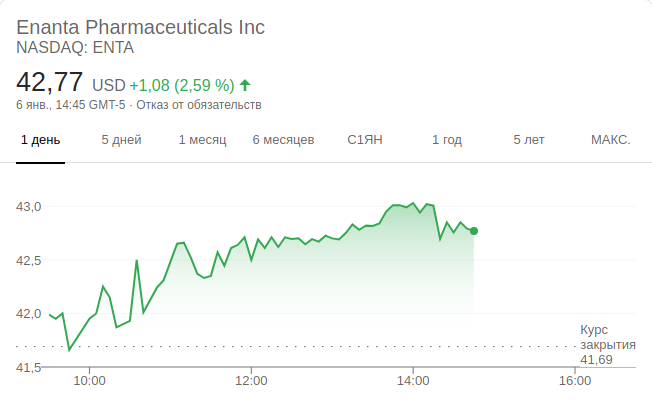 Enanta Pharmaceuticals Inc
NASDAQ: ENTA
42,77 USD +1,08 (2,59 %)
6 янв., 14:45 GMT-5 · Отказ от обязательств
1 день 5 дней 1 месяц 6 месяцев С1ЯН 1 год 5 лет МАКС.
43,0
42,5
42,0
Курс
закрытия
41,69
41,5
10:00 12:00 14:00 16:00